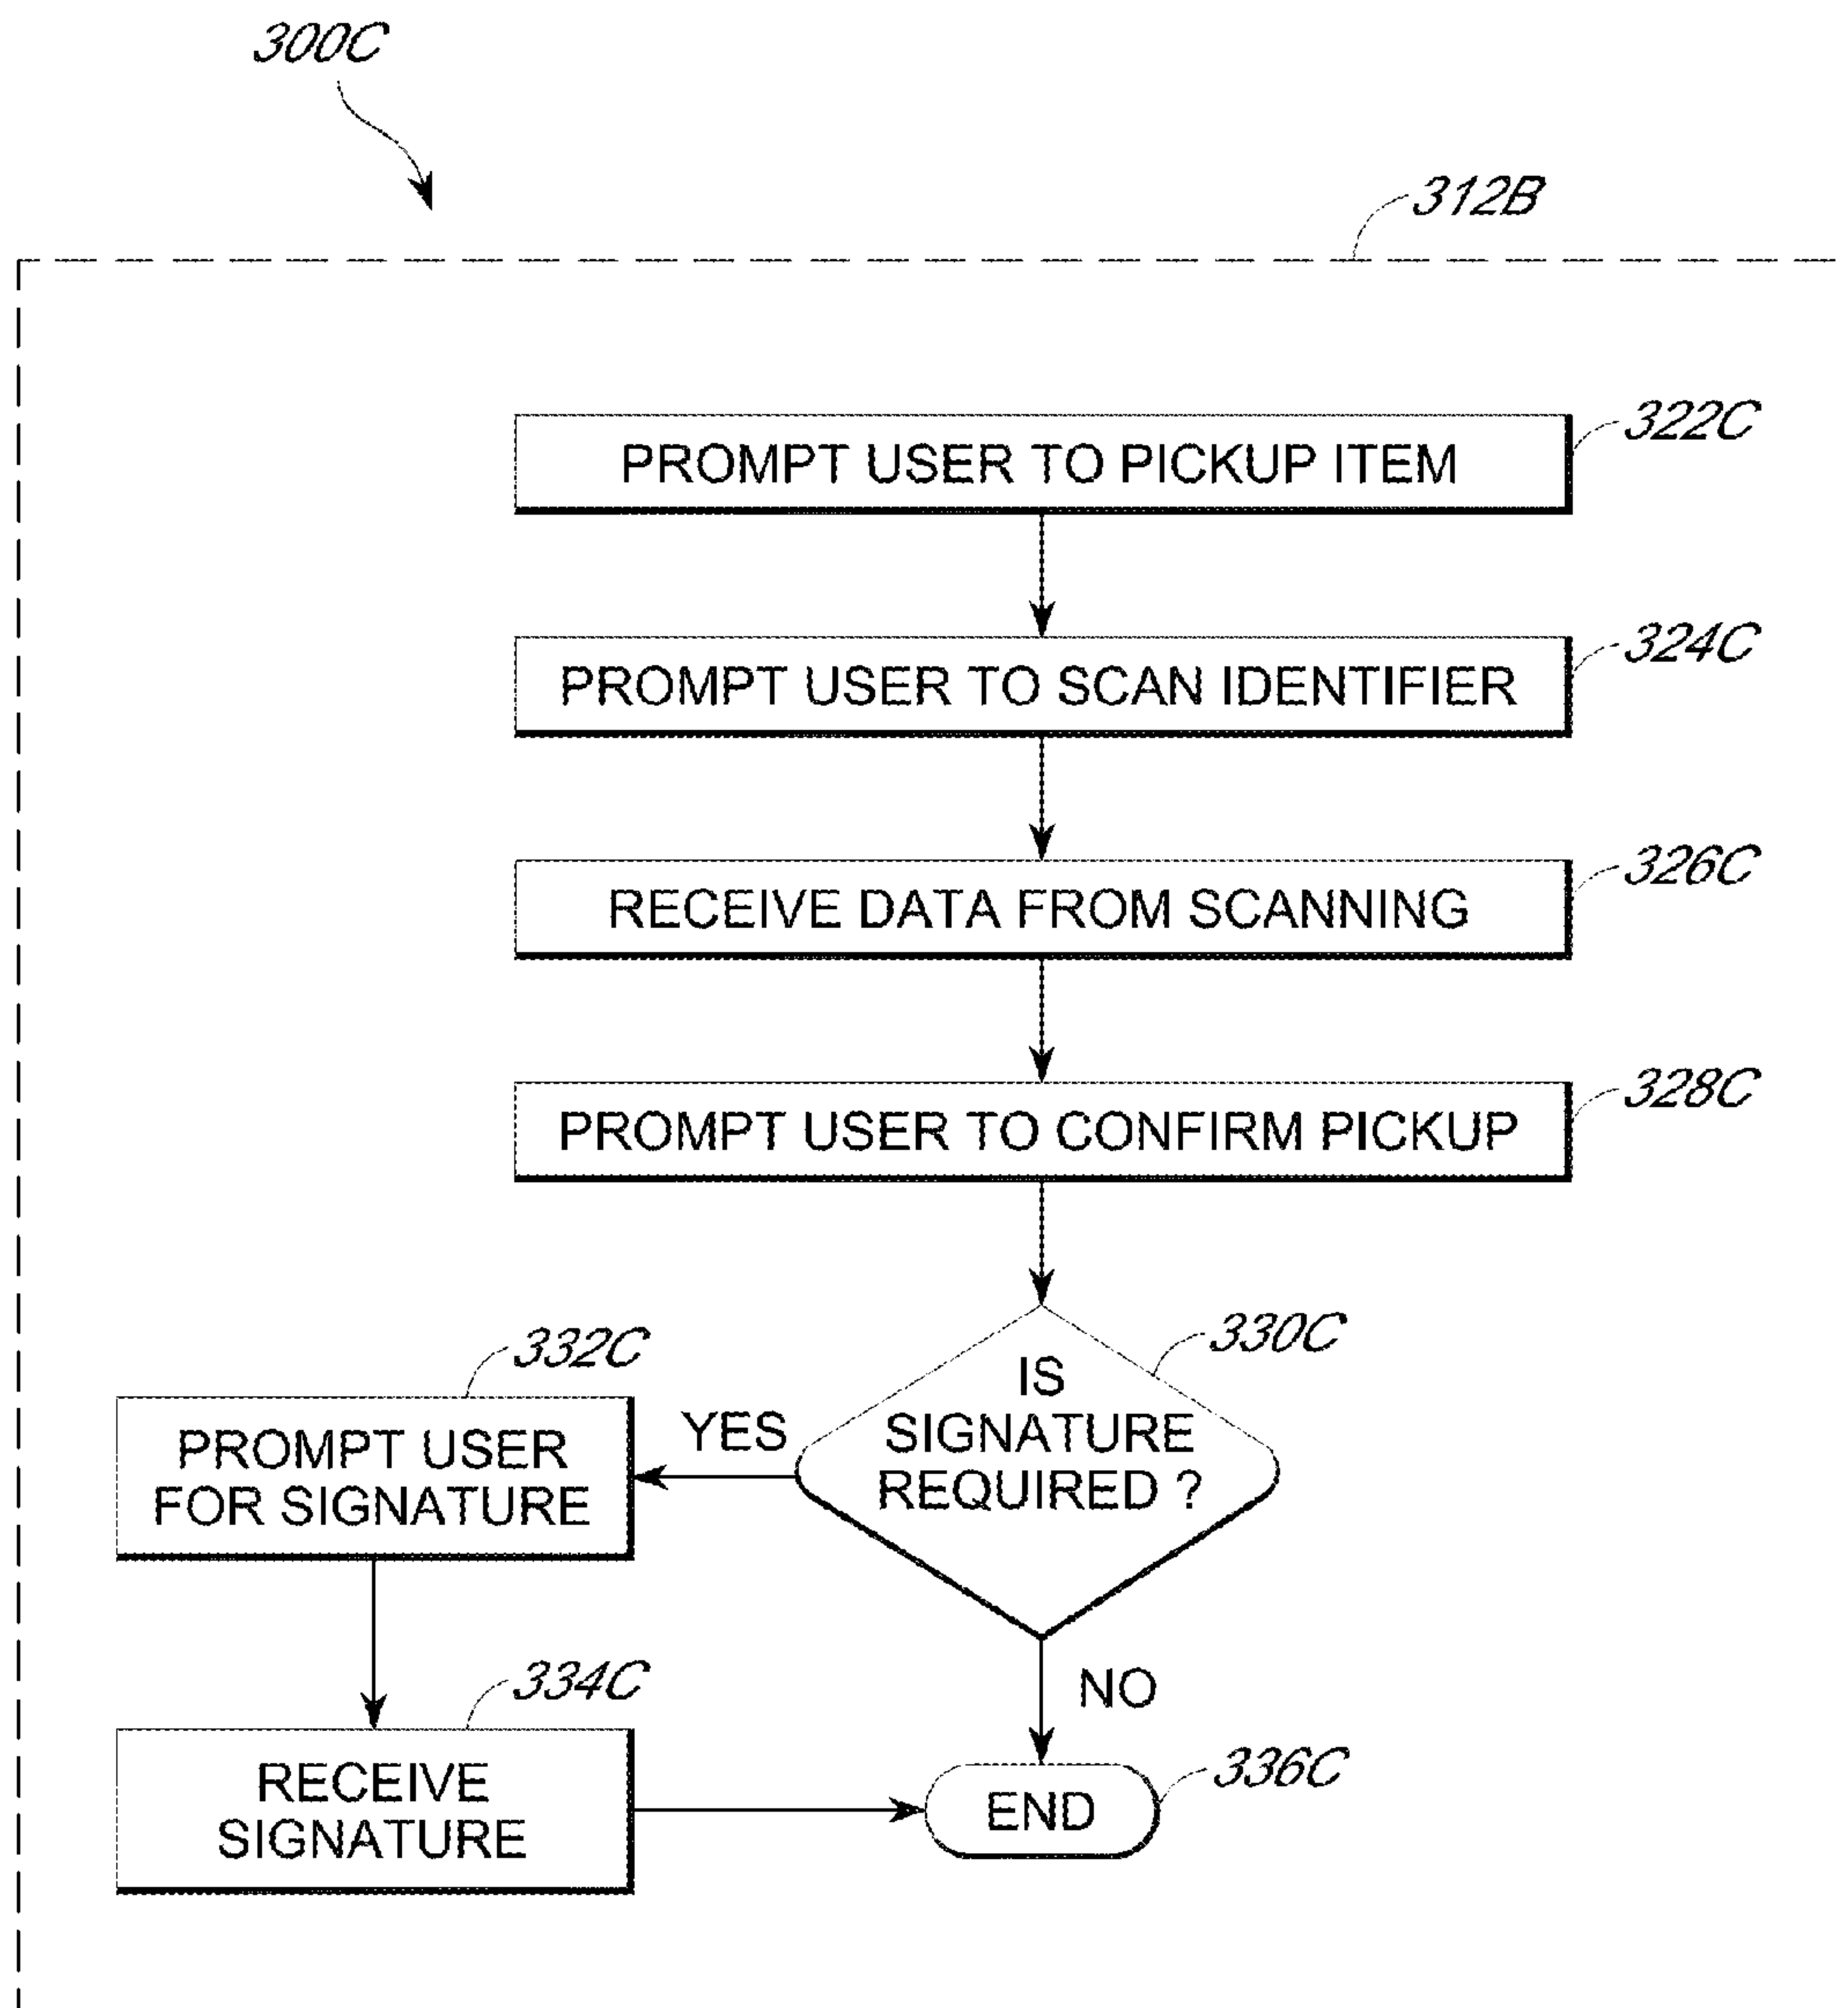 300C
312B
PROMPT USER TO PICKUP ITEM
322C
PROMPT USER TO SCAN IDENTIFIER
324C
RECEIVE DATA FROM SCANNING
326C
PROMPT USER TO CONFIRM PICKUP
328C
330C
IS
SIGNATURE
REQUIRED ?
YES
332C
PROMPT USER
FOR SIGNATURE
NO
334C
RECEIVE
SIGNATURE
336C
END